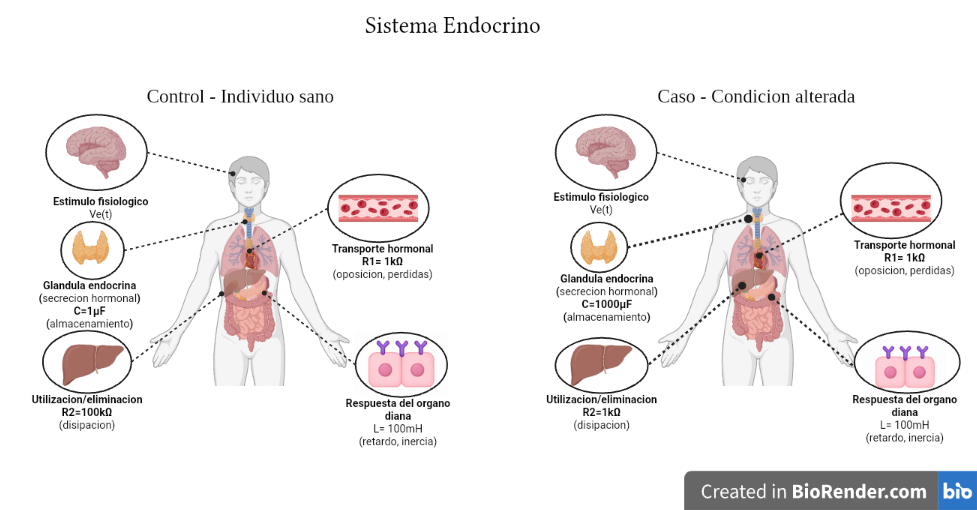 Sistema Endocrino
Control - Individuo sano
Estimulo fisiologico
Ve(t)
Glandula endocrina
(secrecion hormonal)
C=1µF
(almacenamiento)
Utilizacion/eliminacion
R2=100kΩ
(disipacion)
Transporte hormonal
R1= 1kΩ
(oposicion, perdidas)
Respuesta del organo
diana
L= 100mH
(retardo, inercia)
Caso - Condicion alterada
Estimulo fisiologico
Ve(t)
Glandula endocrina
(secrecion hormonal)
C=1000µF
(almacenamiento)
Utilizacion/eliminacion
R2=1kΩ
(disipacion)
Transporte hormonal
R1= 1kΩ
(oposicion, perdidas)
Respuesta del organo
diana
L= 100mH
(retardo, inercia)
Created in BioRender.com bio